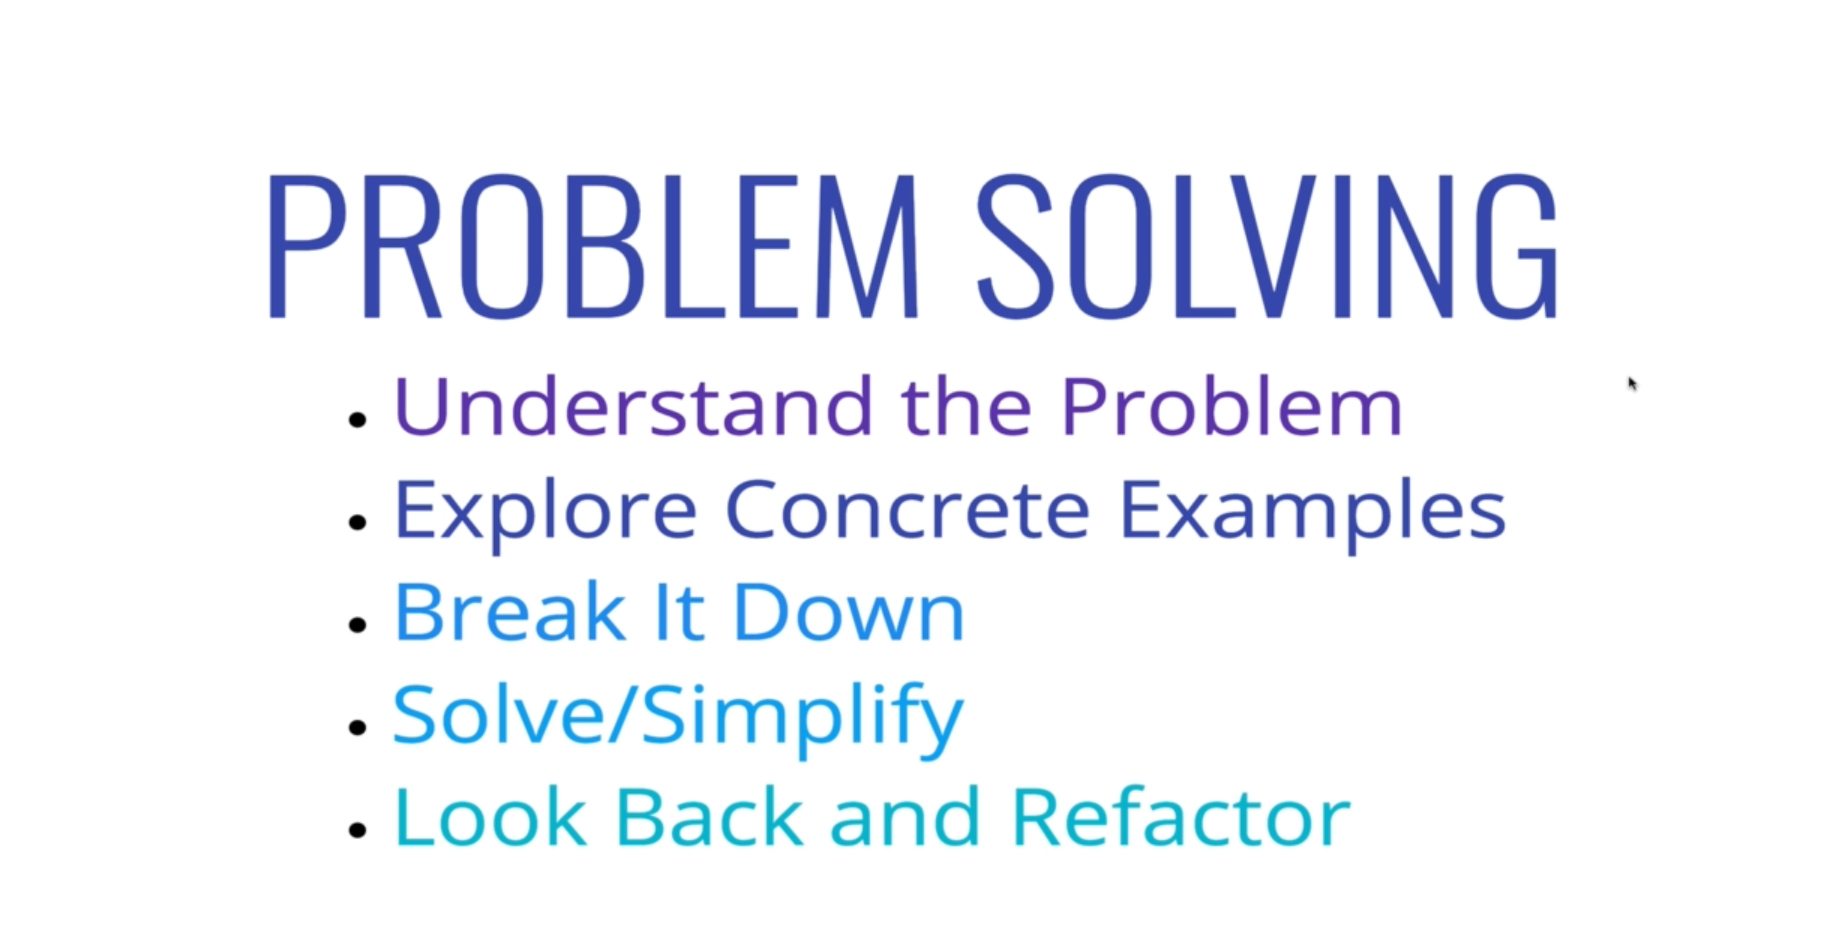 PROBLEM SOLVING
• Understand the Problem
• Explore Concrete Examples
• Break It Down
• Solve/Simplify
• Look Back and Refactor